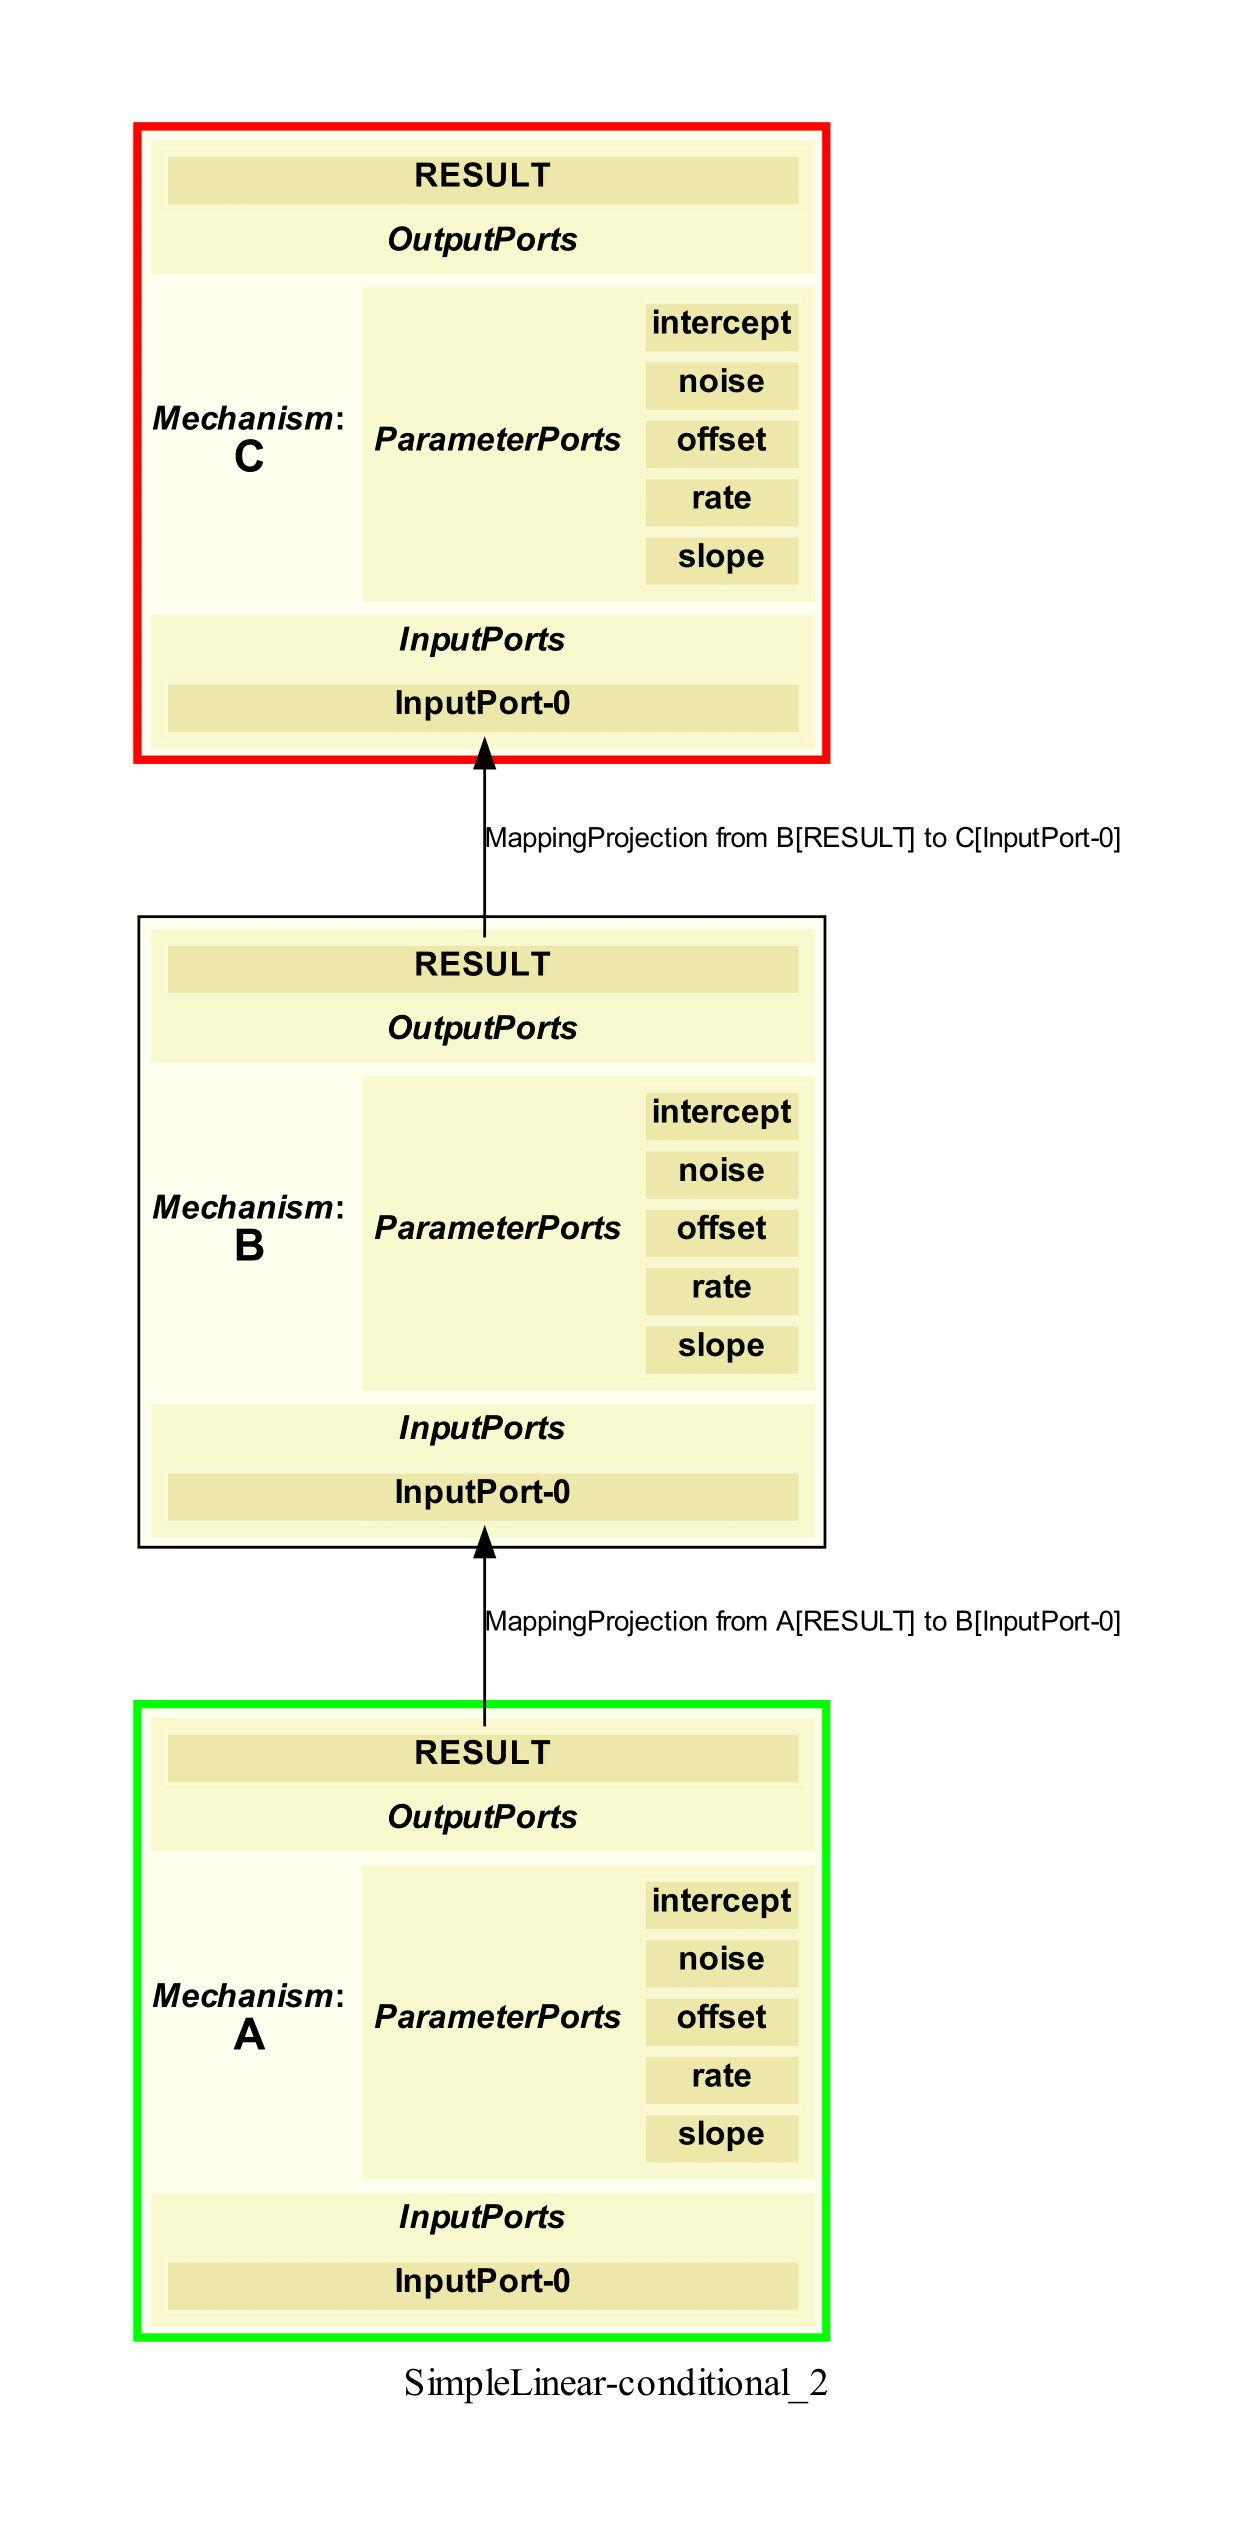 RESULT
OutputPorts
Mechanism:
C
ParameterPorts
intercept
noise
offset
rate
slope
InputPorts
InputPort-0
MappingProjection from B[RESULT] to C[InputPort-0]
RESULT
OutputPorts
Mechanism:
B
ParameterPorts
intercept
noise
offset
rate
slope
InputPorts
InputPort-0
MappingProjection from A[RESULT] to B[InputPort-0]
RESULT
OutputPorts
Mechanism:
A
ParameterPorts
intercept
noise
offset
rate
slope
InputPorts
InputPort-0
SimpleLinear-conditional_2